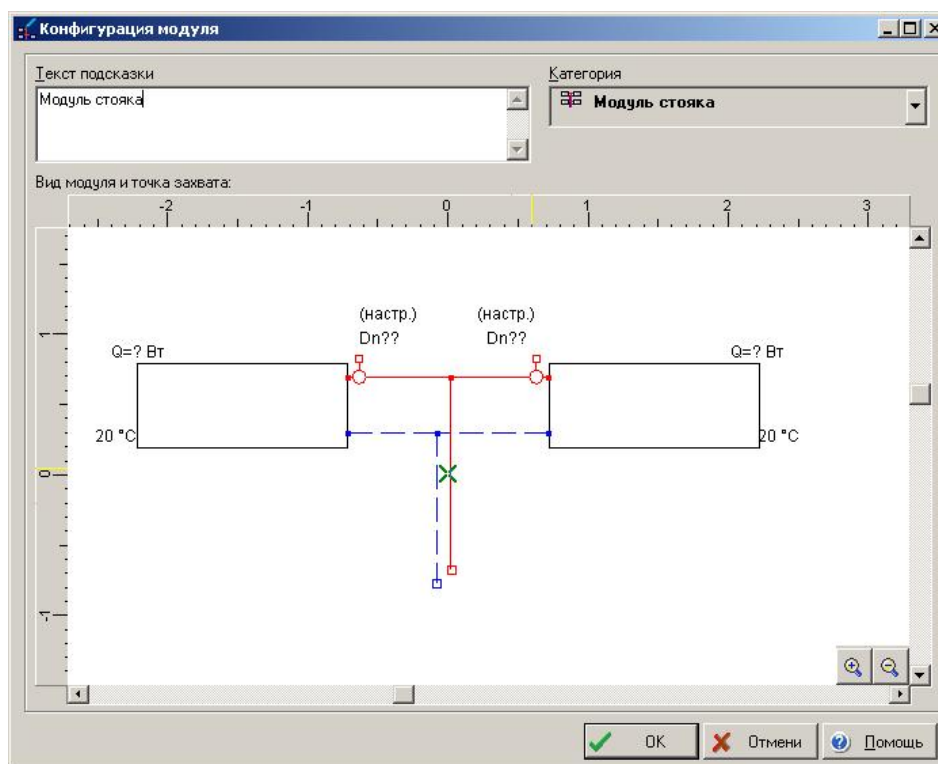 Конфигурация модуля
Текст подсказки
Категория
Модуль стояка
Модуль стояка
Вид модуля и точка захвата:
-2 -1 0 1 2 3
1
0
-1
(настр.) (настр.)
Dn?? Dn??
Q=? Вт Q=? Вт
20 °C 20 °C
OK Отмени Помощь